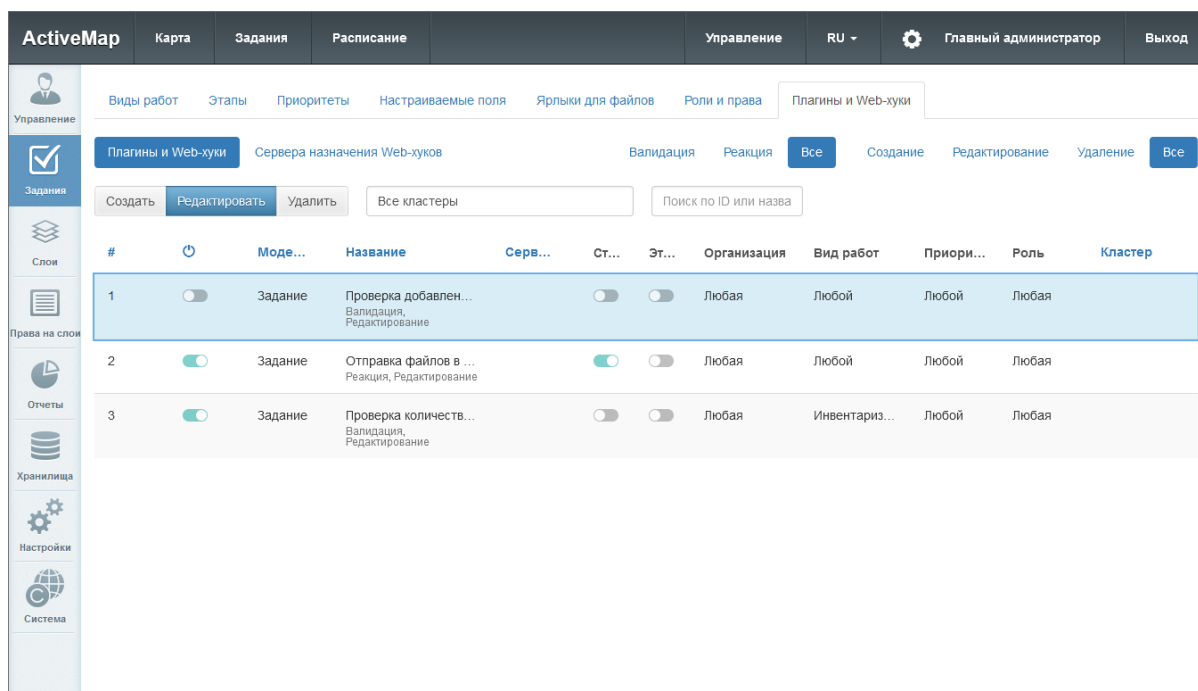 ActiveMap Карта Задания Расписание Управление RU Главный администратор Выход
Управление
Задания
Слои
Права на слои
Отчеты
Хранилища
Настройки
Система
Виды работ Этапы Приоритеты Настраиваемые поля Ярлыки для файлов Роли и права Плагины и Web-хуки
Плагины и Web-хуки Сервера назначения Web-хуков Валидация Реакция Все Создание Редактирование Удаление Все
Создать Редактировать Удалить Все кластеры Поиск по ID или назва
# Моде... Название Серв... Ст... Эт... Организация Вид работ Приори... Роль Кластер
1 Задание Проверка добавлен... Любая Любой Любой Любая
Валидация,
Редактирование
2 Задание Отправка файлов в ... Любая Любой Любой Любая
Реакция, Редактирование
3 Задание Проверка количеств... Любая Инвентариз... Любой Любая
Валидация,
Редактирование